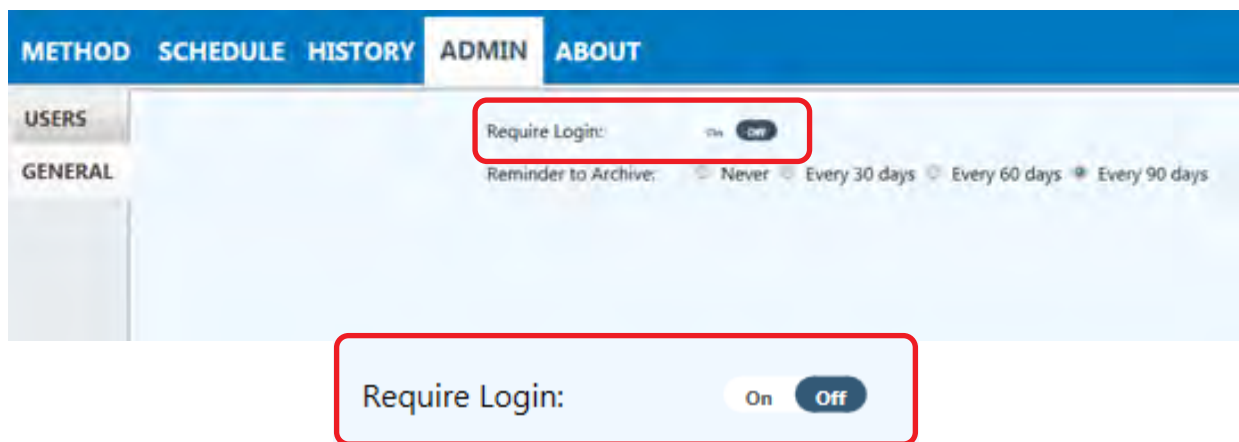 METHOD SCHEDULE HISTORY ADMIN ABOUT
USERS
Require Login: On Off
GENERAL
Reminder to Archive: Never Every 30 days Every 60 days Every 90 days
Require Login: On Off